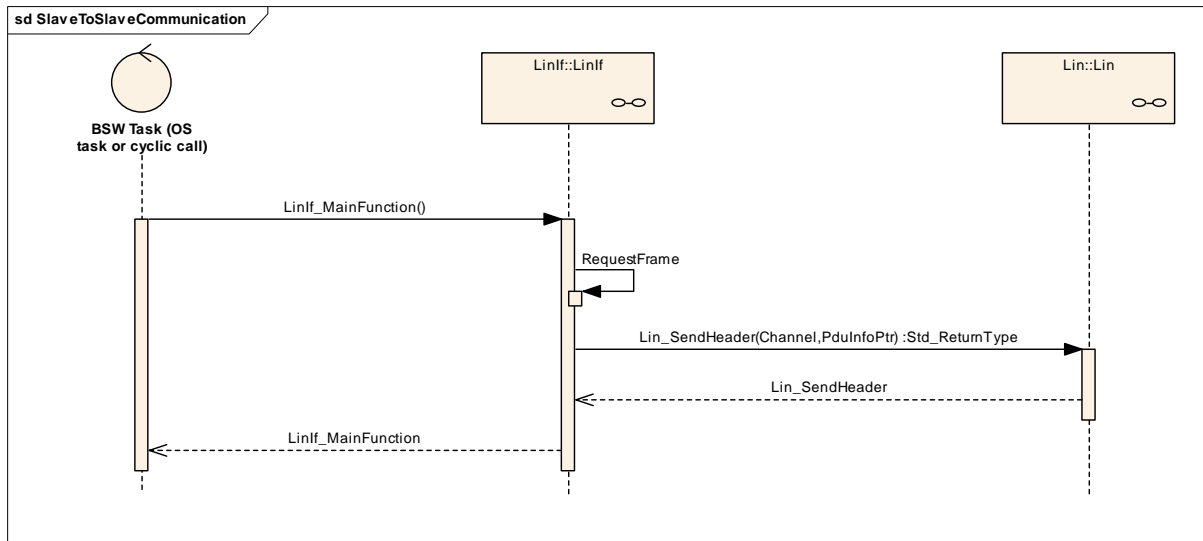 sd SlaveToSlaveCommunication
LinIf::LinIf
Lin::Lin
BSW Task (OS
task or cyclic call)
LinIf_MainFunction()
RequestFrame
Lin_SendHeader(Channel,PduInfoPtr) :Std_ReturnType
Lin_SendHeader
LinIf_MainFunction